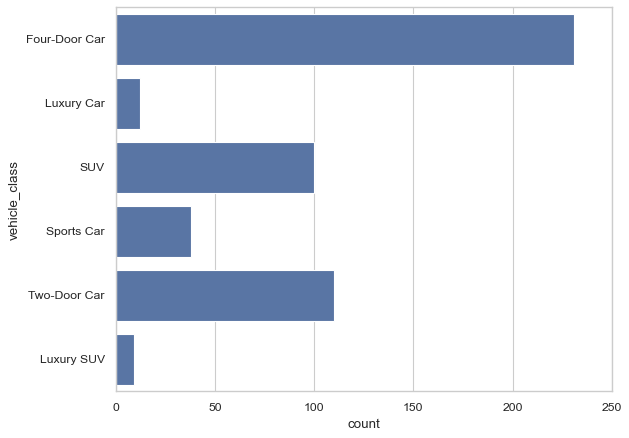 Four-Door Car
Luxury Car
SUV
Sports Car
Two-Door Car
Luxury SUV
vehicle_class
0 50 100 150 200 250
count